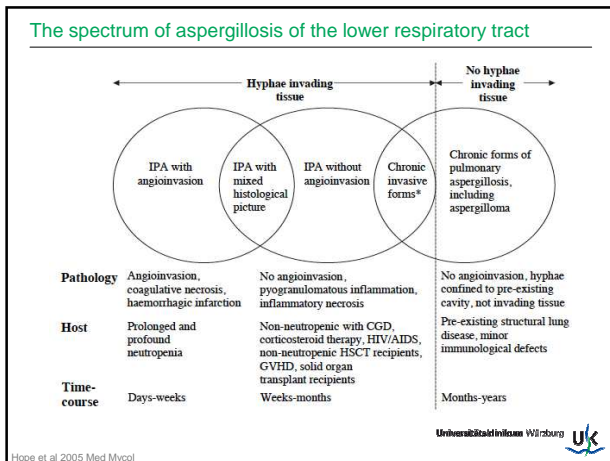 The spectrum of aspergillosis of the lower respiratory tract
Hyphae invading
tissue
No hyphae
invading
tissue
IPA with
angioinvasion
IPA with
mixed
histological
picture
IPA without
angioinvasion
Chronic
invasive
forms*
Chronic forms of
pulmonary
aspergillosis,
including
aspergilloma
Pathology
Angioinvasion,
coagulative necrosis,
haemorrhagic infarction
No angioinvasion,
pyogranulomatous inflammation,
inflammatory necrosis
No angioinvasion, hyphae
confined to pre-existing
cavity, not invading tissue
Host
Prolonged and
profound
neutropenia
Non-neutropenic with CGD,
corticosteroid therapy, HIV/AIDS,
non-neutropenic HSCT recipients,
GVHD, solid organ
transplant recipients
Pre-existing structural lung
disease, minor
immunological defects
Time-
course
Days-weeks
Weeks-months
Months-years
Universitätsklinikum Würzburg
UK
Hope et al 2005 Med Mycol